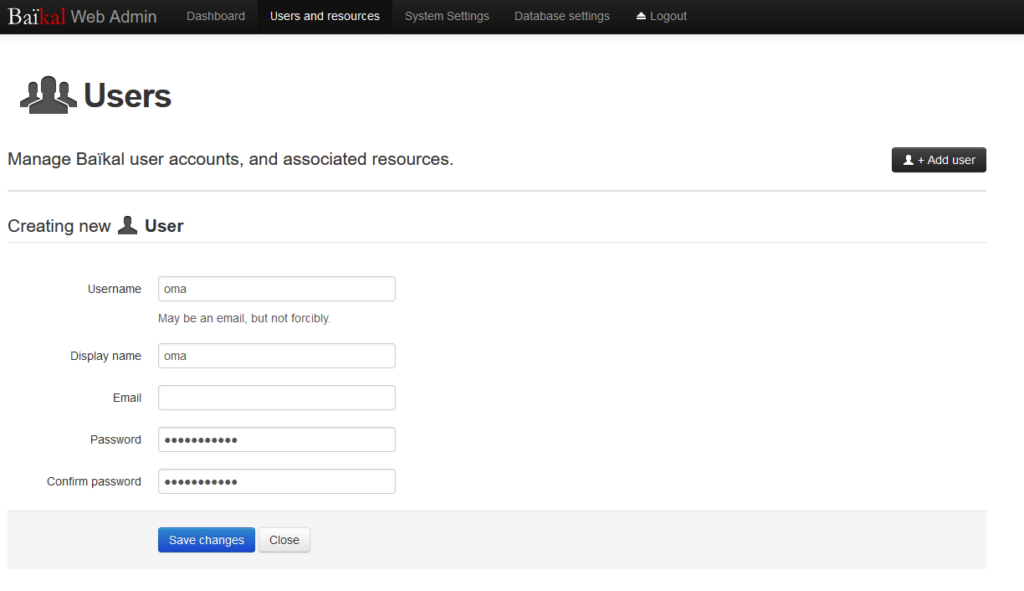 Baïkal Web Admin Dashboard Users and resources System Settings Database settings Logout
Users
Manage Baïkal user accounts, and associated resources.
+ Add user
Creating new User
Username oma
May be an email, but not forcibly.
Display name oma
Email
Password •••••••••••
Confirm password •••••••••••
Save changes Close